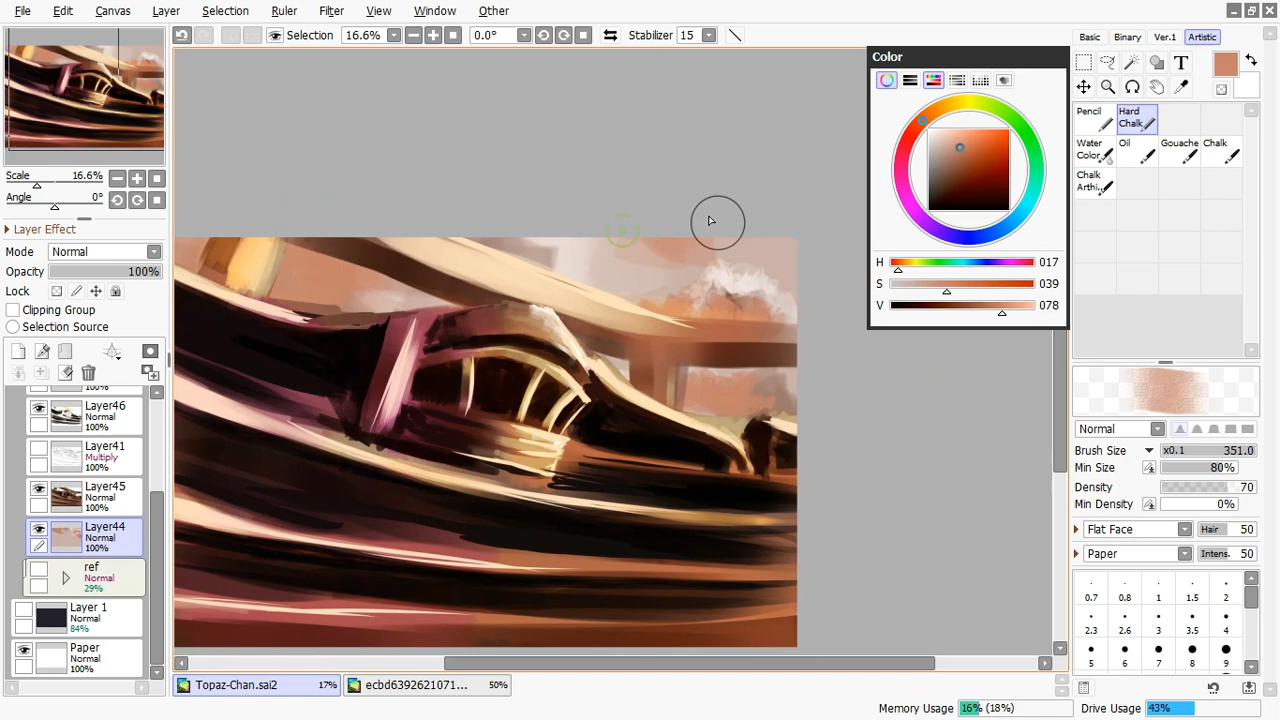 File Edit Canvas Layer Selection Ruler Filter View Window Other
Selection 16.6% 0.0° Stabilizer 15
Basic Binary Ver.1 Artistic
Color
H 017
S 039
V 078
T
Pencil Hard Chalk
Water Color Oil Gouache Chalk
Chalk Arthi..
Scale 16.6%
Angle 0°
Layer Effect
Mode Normal
Opacity 100%
Lock
Clipping Group
Selection Source
100%
Layer46
Normal
100%
Layer41
Multiply
100%
Layer45
Normal
100%
Layer44
Normal
100%
ref
Normal
29%
Layer 1
Normal
84%
Paper
Normal
100%
Normal
Brush Size x0.1 351.0
Min Size 80%
Density 70
Min Density 0%
Flat Face Hair 50
Paper Intens. 50
0.7 0.8 1 1.5 2
2.3 2.6 3 3.5 4
5 6 7 8 9
Topaz-Chan.sai2 17% ecbd6392621071... 50%
Memory Usage 16% (18%) Drive Usage 43%